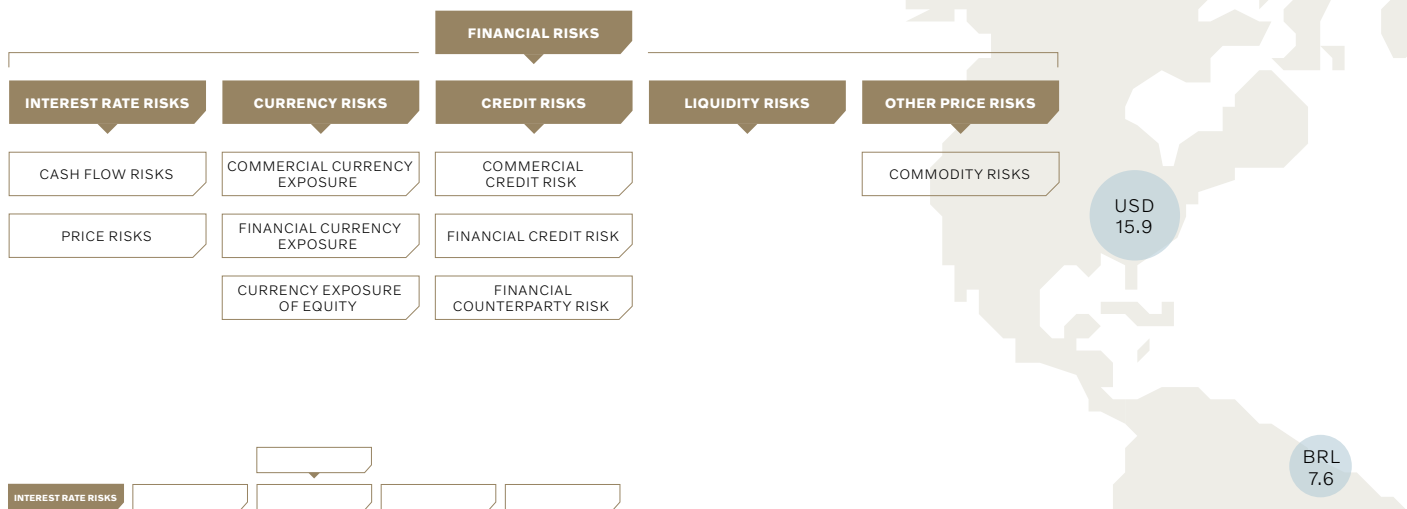 FINANCIAL RISKS
INTEREST RATE RISKS
CURRENCY RISKS
CREDIT RISKS
LIQUIDITY RISKS
OTHER PRICE RISKS
CASH FLOW RISKS
COMMERCIAL CURRENCY
EXPOSURE
COMMERCIAL
CREDIT RISK
COMMODITY RISKS
PRICE RISKS
FINANCIAL CURRENCY
EXPOSURE
FINANCIAL CREDIT RISK
CURRENCY EXPOSURE
OF EQUITY
FINANCIAL
COUNTERPARTY RISK
USD
15.9
BRL
7.6
INTEREST RATE RISKS